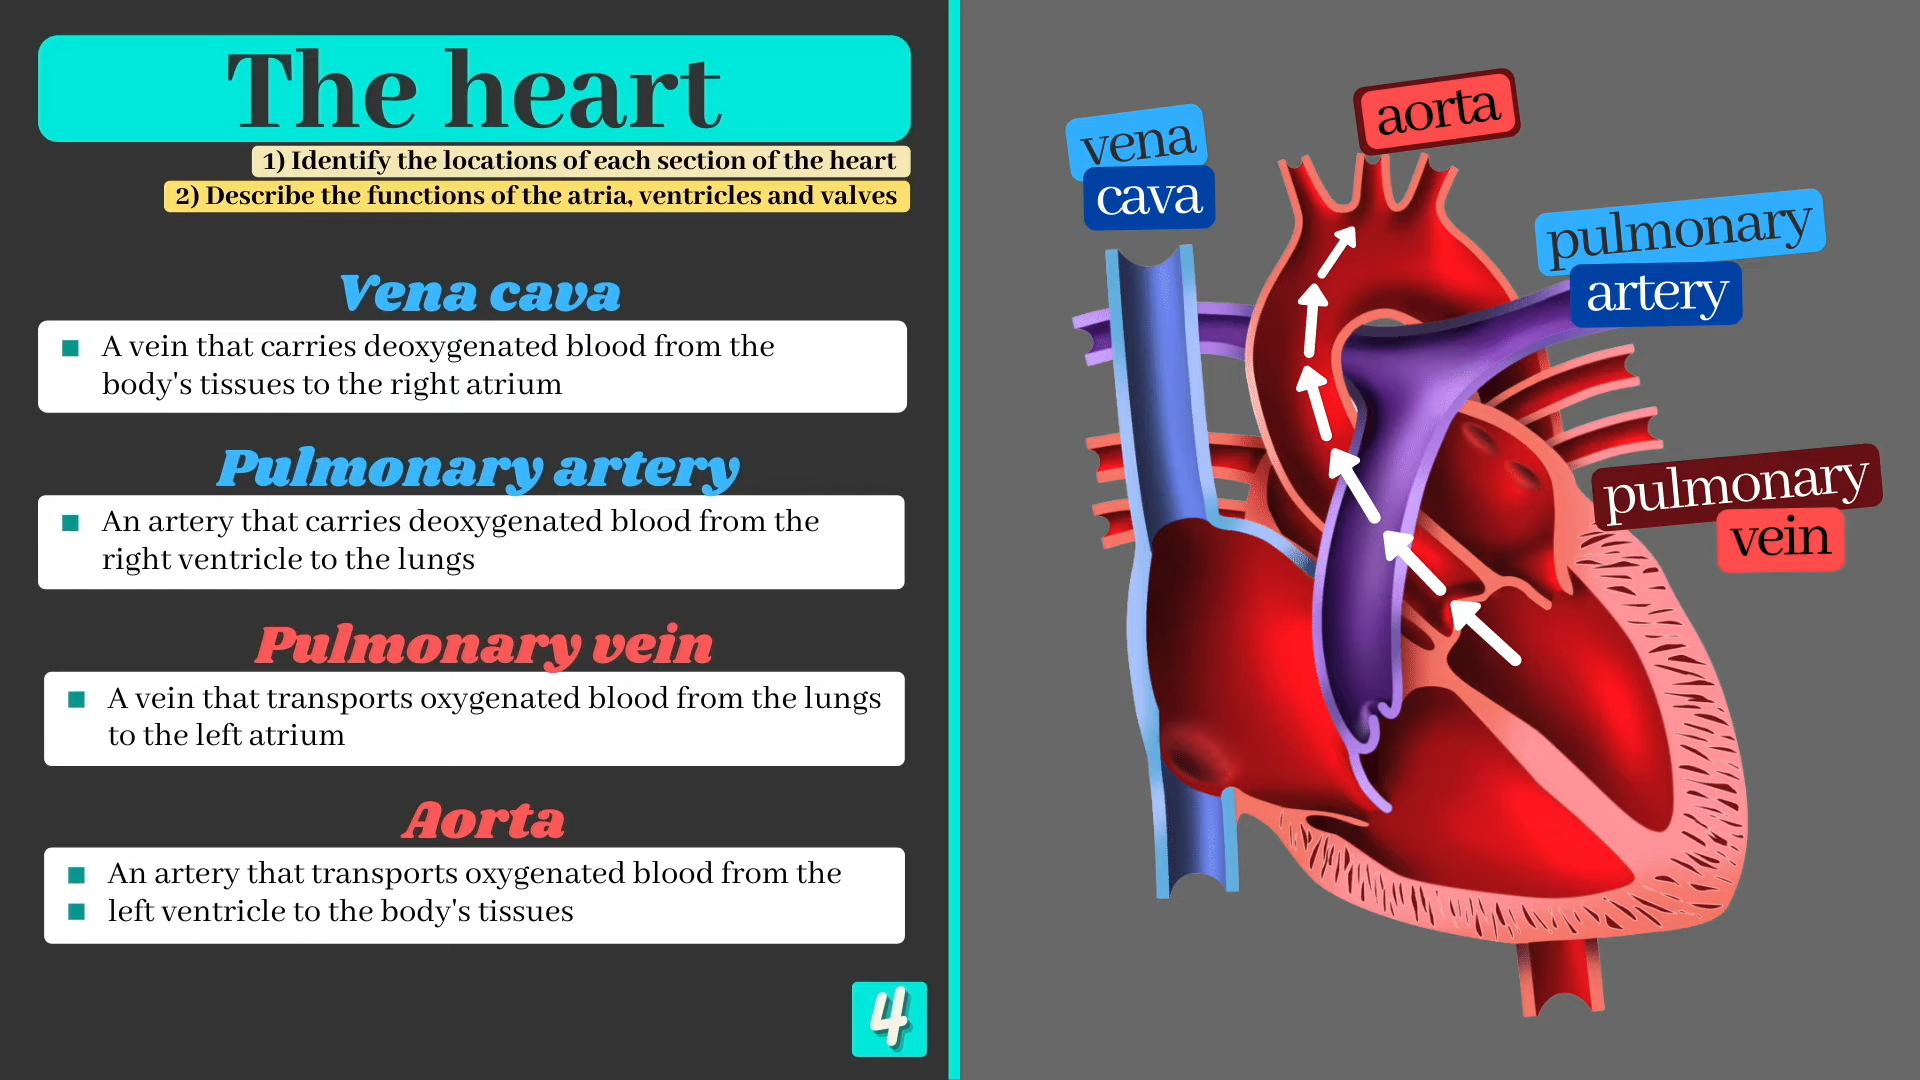 The heart
1) Identify the locations of each section of the heart
2) Describe the functions of the atria, ventricles and valves
Vena cava
A vein that carries deoxygenated blood from the
body's tissues to the right atrium
Pulmonary artery
An artery that carries deoxygenated blood from the
right ventricle to the lungs
Pulmonary vein
A vein that transports oxygenated blood from the lungs
to the left atrium
Aorta
An artery that transports oxygenated blood from the
left ventricle to the body's tissues
4
aorta
vena
cava
pulmonary
artery
pulmonary
vein